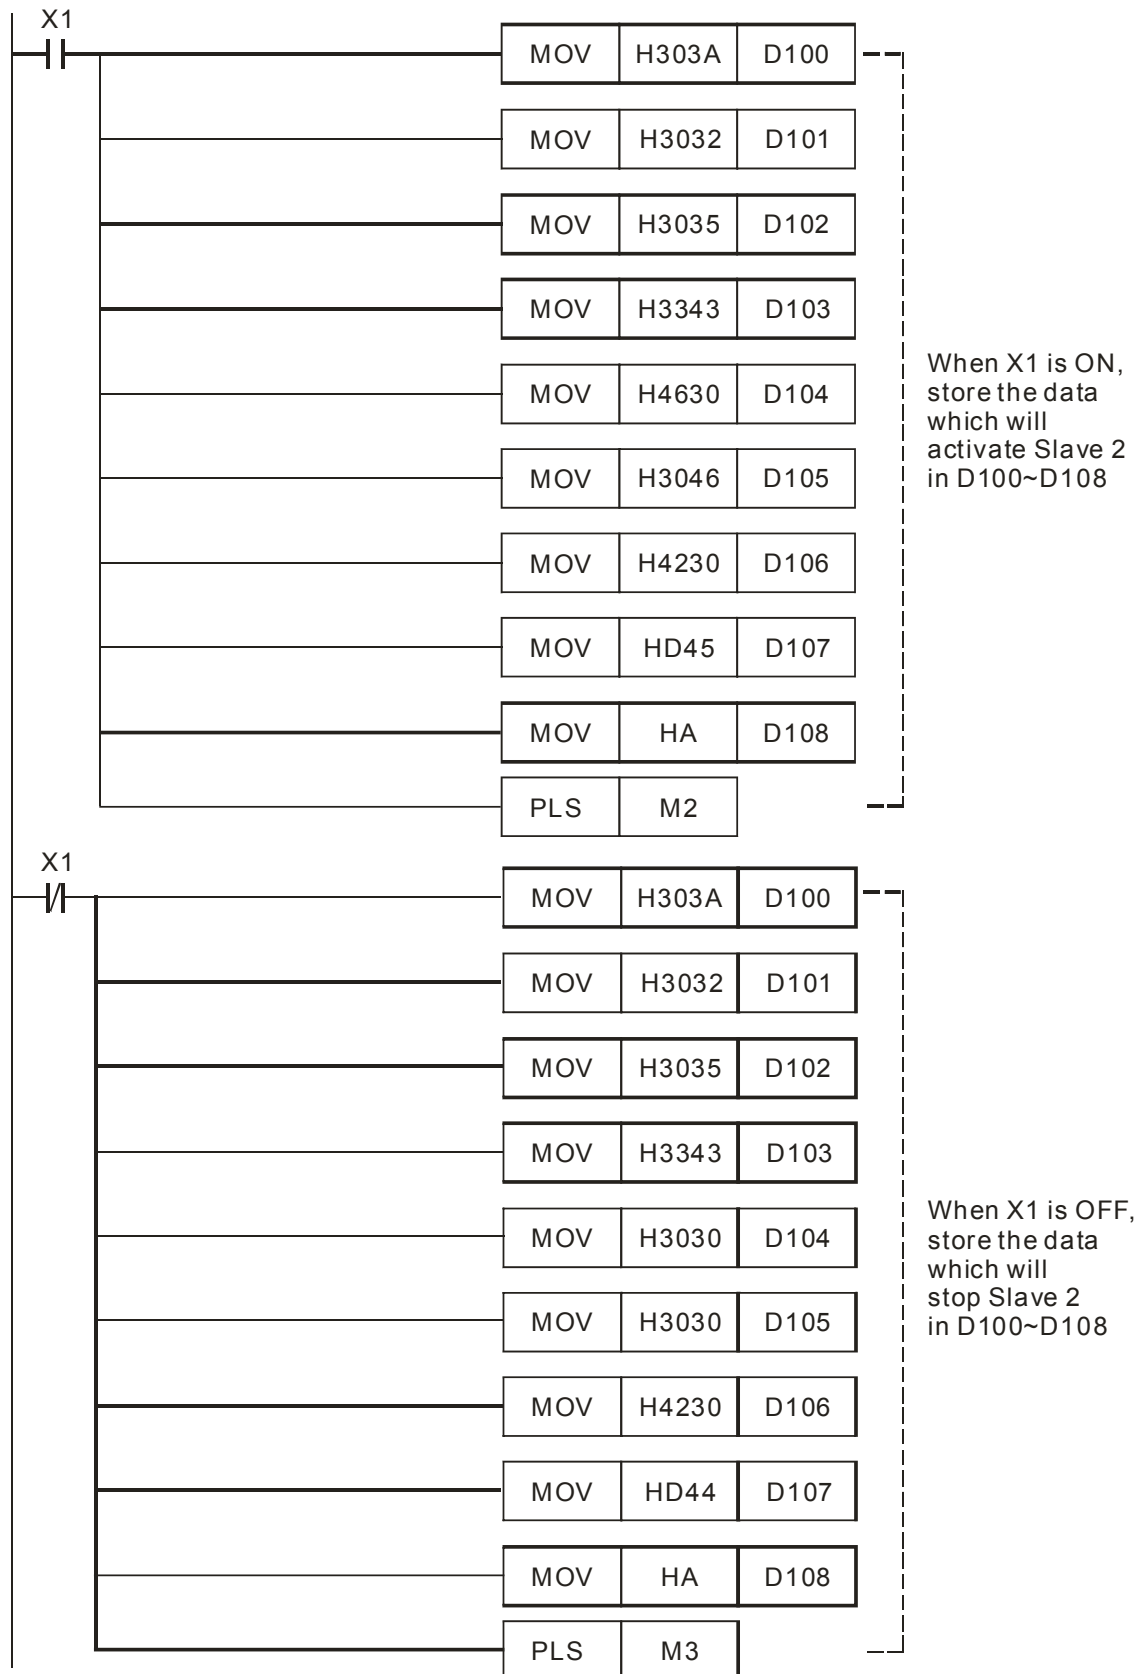 X1
MOV H303A D100
MOV H3032 D101
MOV H3035 D102
MOV H3343 D103
MOV H4630 D104
MOV H3046 D105
MOV H4230 D106
MOV HD45 D107
MOV HA D108
PLS M2
When X1 is ON,
store the data
which will
activate Slave 2
in D100~D108
X1
MOV H303A D100
MOV H3032 D101
MOV H3035 D102
MOV H3343 D103
MOV H3030 D104
MOV H3030 D105
MOV H4230 D106
MOV HD44 D107
MOV HA D108
PLS M3
When X1 is OFF,
store the data
which will
stop Slave 2
in D100~D108